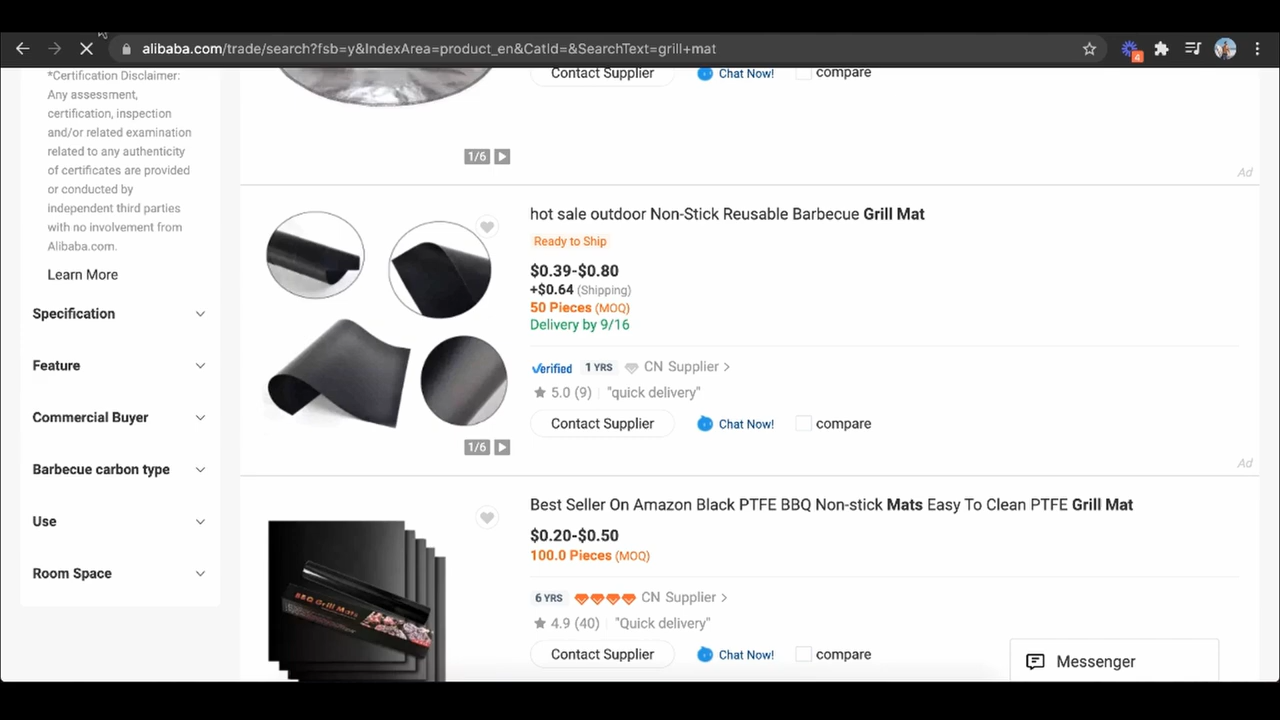 alibaba.com/trade/search?fsb=y&IndexArea=product_en&CatId=&SearchText=grill+mat
4
*Certification Disclaimer:
Any assessment,
certification, inspection
and/or related examination
related to any authenticity
of certificates are provided
or conducted by
independent third parties
with no involvement from
Alibaba.com.
Learn More
Specification
Feature
Commercial Buyer
Barbecue carbon type
Use
Room Space
Contact Supplier
Chat Now!
compare
1/6
Ad
hot sale outdoor Non-Stick Reusable Barbecue Grill Mat
Ready to Ship
$0.39-$0.80
+$0.64 (Shipping)
50 Pieces (MOQ)
Delivery by 9/16
Verified 1 YRS CN Supplier >
5.0 (9) "quick delivery"
Contact Supplier
Chat Now!
compare
1/6
Ad
Best Seller On Amazon Black PTFE BBQ Non-stick Mats Easy To Clean PTFE Grill Mat
$0.20-$0.50
100.0 Pieces (MOQ)
6 YRS CN Supplier >
4.9 (40) "Quick delivery"
Contact Supplier
Chat Now!
compare
BBQ Grill Mats
Messenger